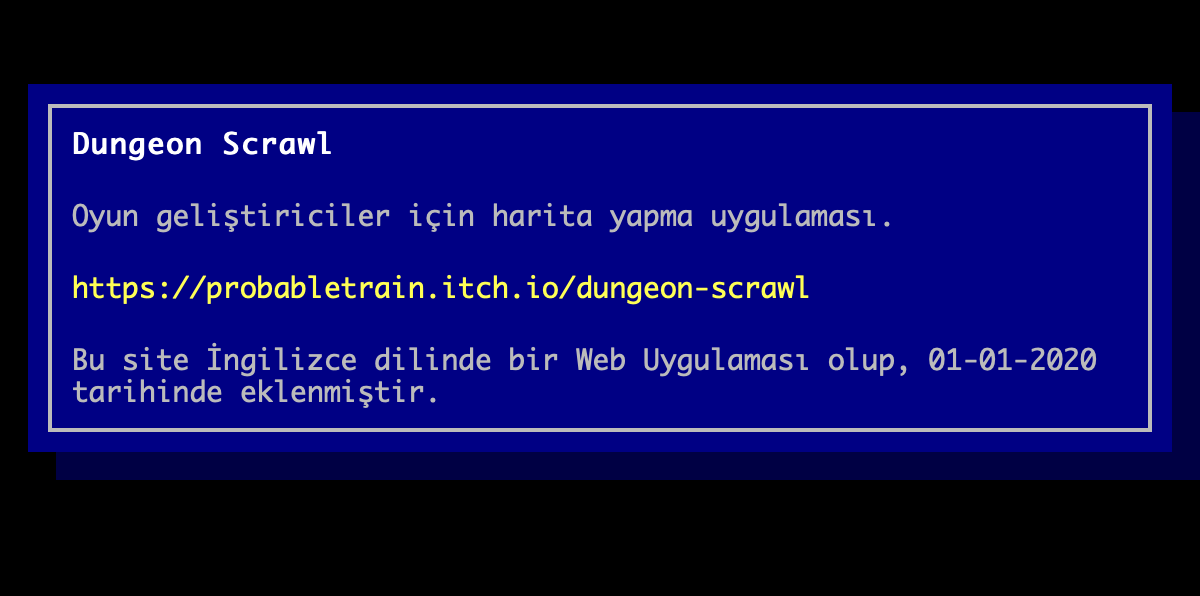 Dungeon Scrawl
Oyun geliştiriciler için harita yapma uygulaması.
https://probabletrain.itch.io/dungeon-scrawl
Bu site İngilizce dilinde bir Web Uygulaması olup, 01-01-2020
tarihinde eklenmiştir.